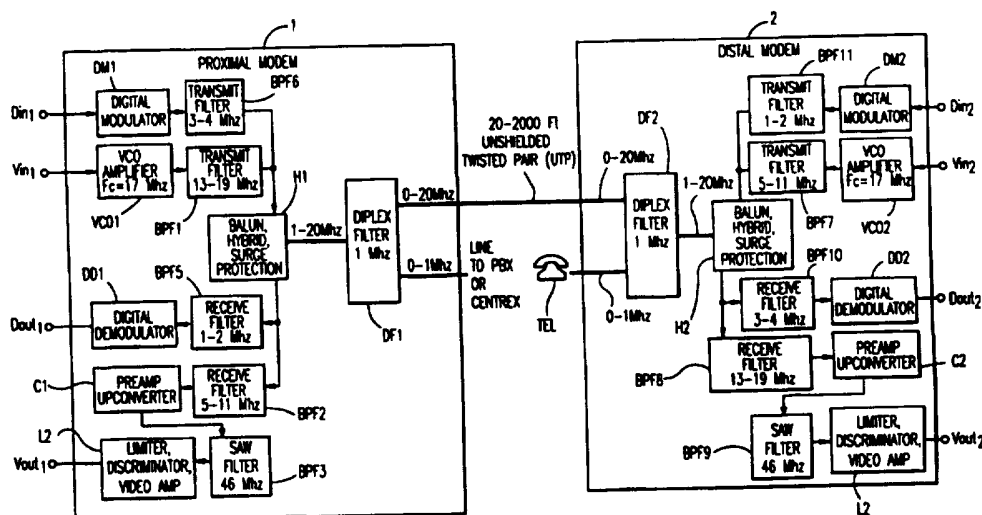 1
PROXIMAL MODEM
DM1
BPF6
Din1
DIGITAL
MODULATOR
TRANSMIT
FILTER
3-4 Mhz
Vin1
VCO
AMPLIFIER
Fc=17 Mhz
TRANSMIT
FILTER
13-19 Mhz
VCO1
BPF1
H1
BALUN,
HYBRID,
SURGE
PROTECTION
1-20Mhz
DIPLEX
FILTER
1 Mhz
DF1
DD1
BPF5
Dout1
DIGITAL
DEMODULATOR
RECEIVE
FILTER
1-2 Mhz
C1
PREAMP
UPCONVERTER
RECEIVE
FILTER
5-11 Mhz
BPF2
L2
Vout1
LIMITER,
DISCRIMINATOR,
VIDEO AMP
SAW
FILTER
46 Mhz
BPF3
20-2000 Ft
UNSHIELDED
TWISTED PAIR (UTP)
0-20Mhz
0-20Mhz
0-1Mhz
LINE
TO PBX
OR
CENTREX
TEL
0-1Mhz
2
DISTAL MODEM
BPF11
DM2
DF2
TRANSMIT
FILTER
1-2 Mhz
DIGITAL
MODULATOR
Din2
TRANSMIT
FILTER
5-11 Mhz
VCO
AMPLIFIER
Fc=17 Mhz
Vin2
1-20Mhz
BPF7
VCO2
DIPLEX
FILTER
1 Mhz
BALUN,
HYBRID,
SURGE
PROTECTION
H2
BPF10
DD2
RECEIVE
FILTER
3-4 Mhz
DIGITAL
DEMODULATOR
Dout2
BPF8
RECEIVE
FILTER
13-19 Mhz
PREAMP
UPCONVERTER
C2
BPF9
SAW
FILTER
46 Mhz
LIMITER,
DISCRIMINATOR,
VIDEO AMP
Vout2
L2